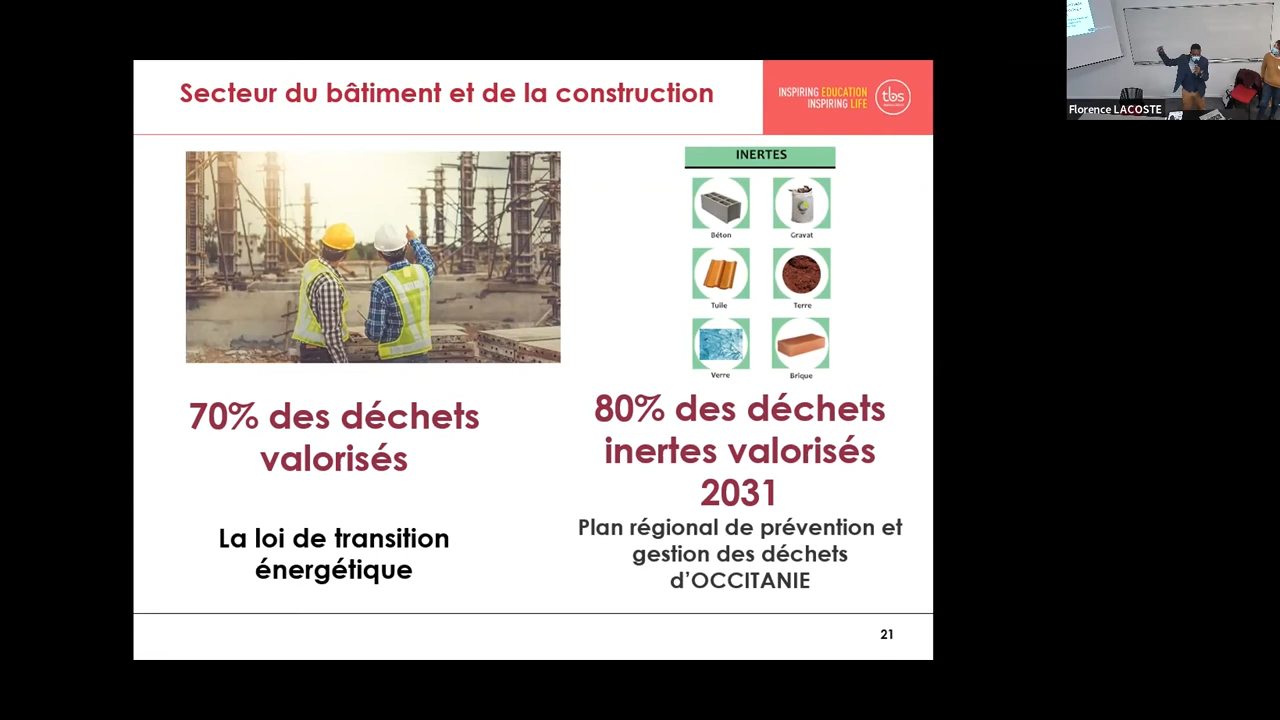 Secteur du bâtiment et de la construction
INSPIRING EDUCATION
INSPIRING LIFE
tbs
Florence LACOSTE
INERTES
Béton
Gravat
Tuile
Terre
Verre
Brique
70% des déchets
valorisés
La loi de transition
énergétique
80% des déchets
inertes valorisés
2031
Plan régional de prévention et
gestion des déchets
d'OCCITANIE
21